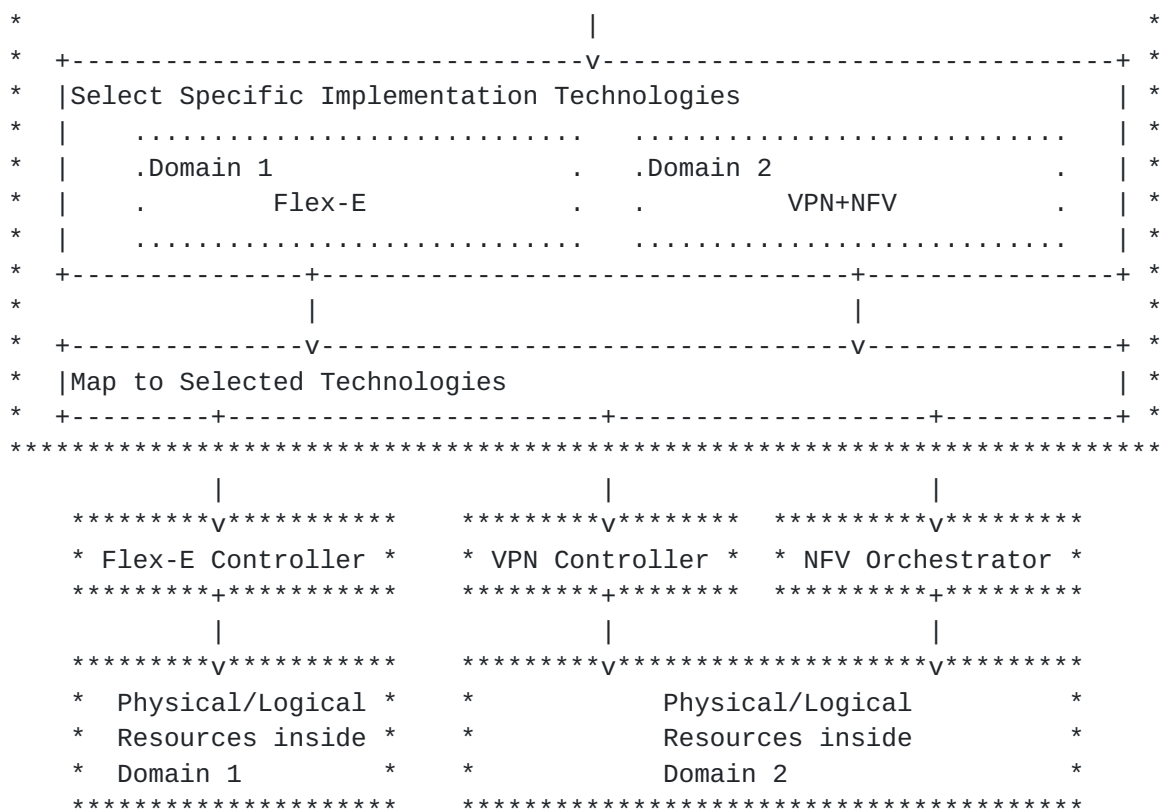 *                                     |                                    *
*  +---------------------------------v---------------------------------+ *
*  |Select Specific Implementation Technologies                        | *
*  |    .............................   ............................   | *
*  |    .Domain 1                   .   .Domain 2                  .   | *
*  |    .        Flex-E             .   .         VPN+NFV          .   | *
*  |    .............................   ............................   | *
*  +---------------+----------------------------------+----------------+ *
*                  |                                  |                  *
*  +---------------v----------------------------------v----------------+ *
*  |Map to Selected Technologies                                       | *
*  +---------+------------------------+--------------------+-----------+ *
**************************************************************************
             |                        |                    |
    *********v***********    *********v********  **********v*********
    * Flex-E Controller *    * VPN Controller *  * NFV Orchestrator *
    *********+***********    *********+********  **********+*********
             |                        |                    |
    *********v***********    *********v********************v*********
    *  Physical/Logical *    *            Physical/Logical          *
    *  Resources inside *    *            Resources inside          *
    *  Domain 1         *    *            Domain 2                  *
    *********************    ****************************************